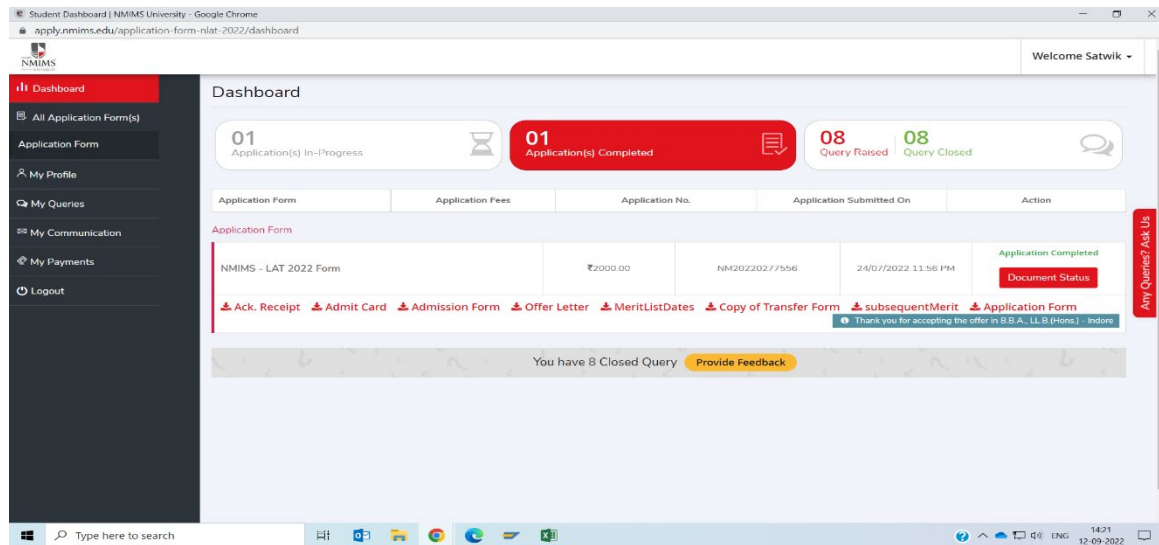 Student Dashboard | NMIMS University - Google Chrome
apply.nmims.edu/application-form-nlat-2022/dashboard
NMIMS
Welcome Satwik
Dashboard
All Application Form(s)
Application Form
My Profile
My Queries
My Communication
My Payments
Logout
Dashboard
01
Application(s) In-Progress
01
Application(s) Completed
08
Query Raised
08
Query Closed
Application Form Application Fees Application No. Application Submitted On Action
Application Form
NMIMS - LAT 2022 Form ₹2000.00 NM20220277556 24/07/2022 11:56 PM
Application Completed
Document Status
Ack. Receipt Admit Card Admission Form Offer Letter MeritListDates Copy of Transfer Form subsequentMerit Application Form
Thank you for accepting the offer in B.B.A., LL.B.(Hons.) - Indore
You have 8 Closed Query Provide Feedback
Any Queries? Ask Us
Type here to search
ENG
14:21
12-09-2022